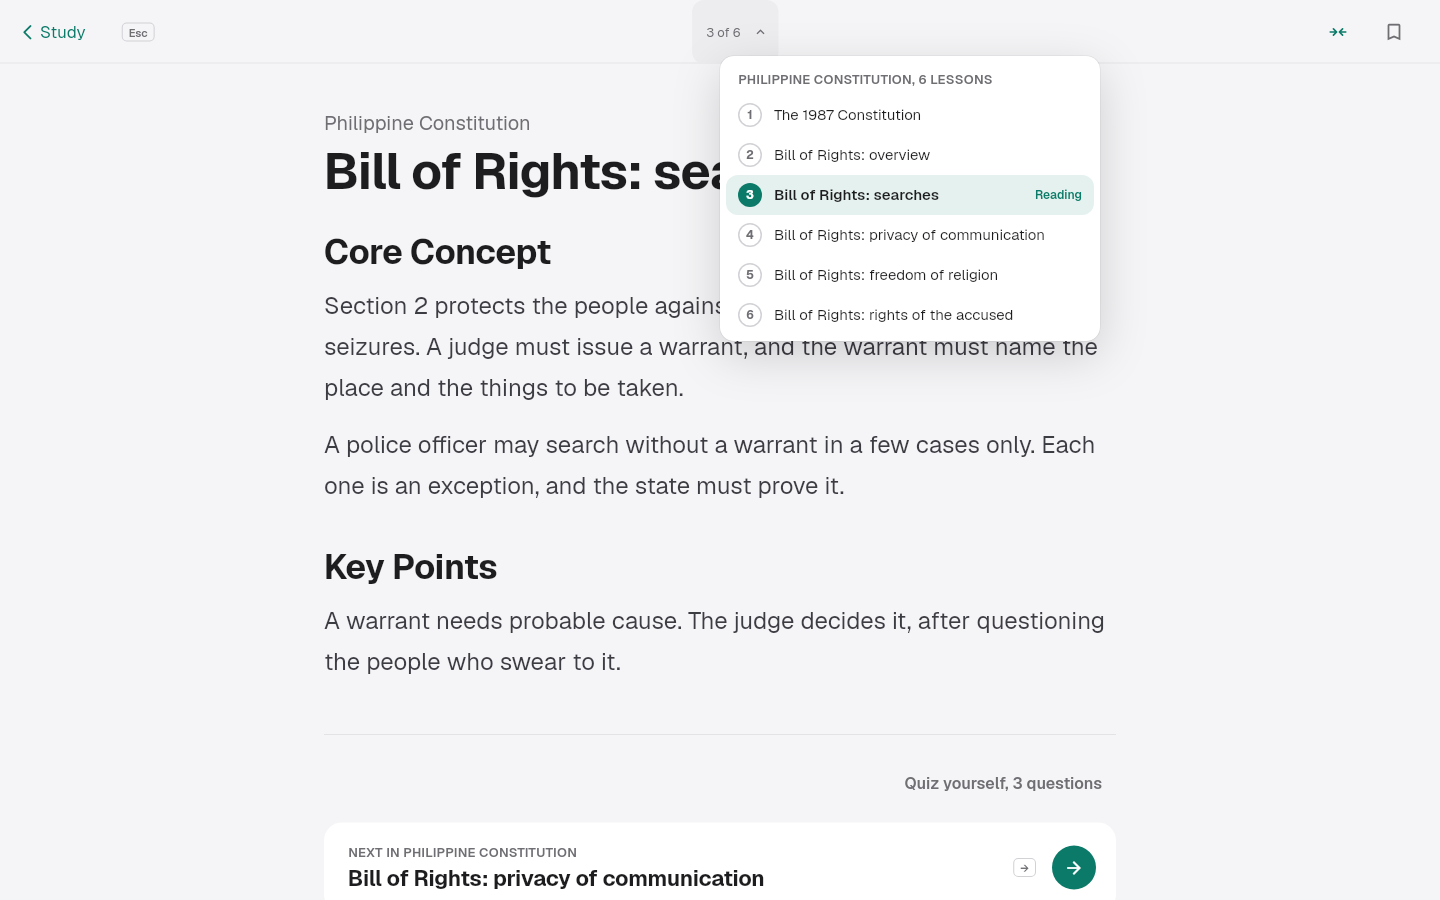 Study
Esc
3 of 6
PHILIPPINE CONSTITUTION, 6 LESSONS
1 The 1987 Constitution
2 Bill of Rights: overview
3 Bill of Rights: searches Reading
4 Bill of Rights: privacy of communication
5 Bill of Rights: freedom of religion
6 Bill of Rights: rights of the accused
Philippine Constitution
Bill of Rights:
Core Concept
Section 2 protects the people
seizures. A judge must issue a warrant, and the warrant must name the
place and the things to be taken.
A police officer may search without a warrant in a few cases only. Each
one is an exception, and the state must prove it.
Key Points
A warrant needs probable cause. The judge decides it, after questioning
the people who swear to it.
Quiz yourself, 3 questions
NEXT IN PHILIPPINE CONSTITUTION
Bill of Rights: privacy of communication